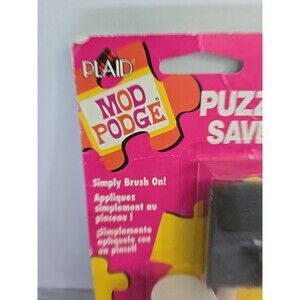 PLAID®
MOD
PODGE®
PUZZ
SAVE
Simply Brush On!
Appliquez
simplement au
pinceau !
¡Simplemente
aplíquelo con
un pincel!